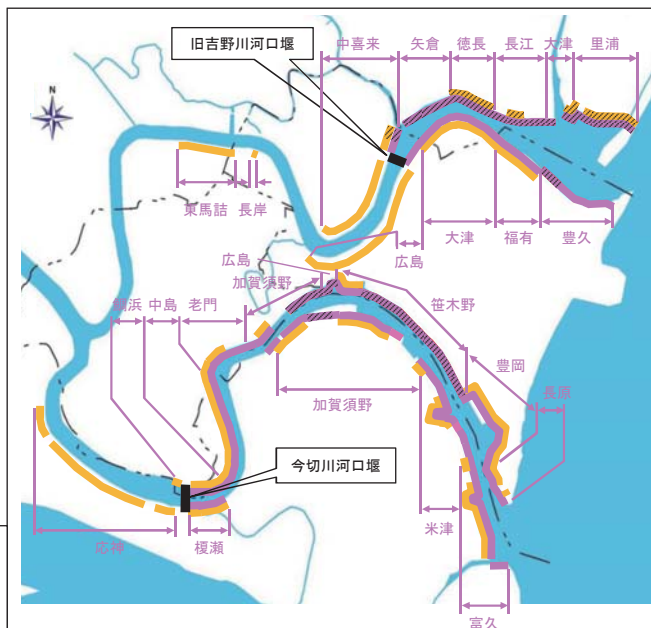 旧吉野川河口堰
中喜来
矢倉
徳長
長江
大津
里浦
N
東馬詰
長岸
広島
大津
福有
豊久
広島
加賀須野
笹木野
中島
老門
豊岡
長原
加賀須野
今切川河口堰
米津
応神
榎瀬
富久